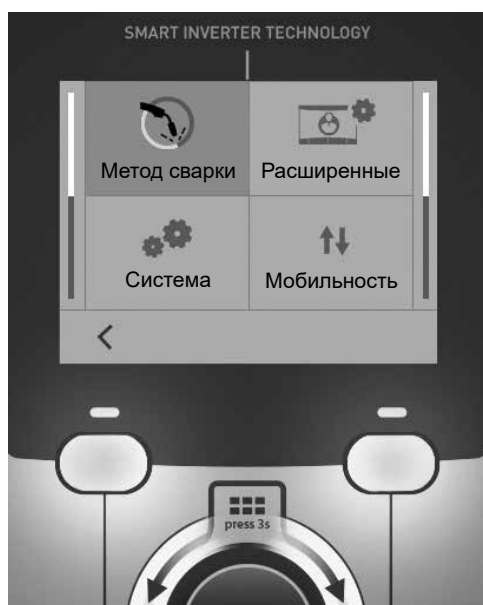 SMART INVERTER TECHNOLOGY
Метод сварки
Расширенные
Система
Мобильность
press 3s